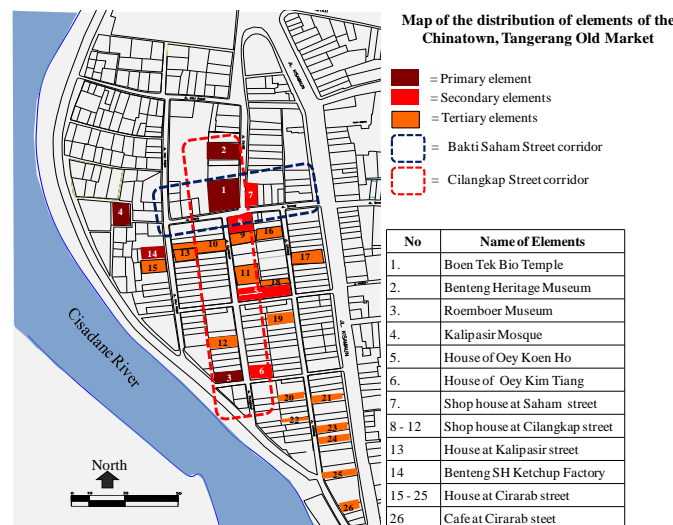 Map of the distribution of elements of the
Chinatown, Tangerang Old Market
= Primary element
= Secondary elements
= Tertiary elements
= Bakti Saham Street corridor
= Cilangkap Street corridor
No Name of Elements
1. Boen Tek Bio Temple
2. Benteng Heritage Museum
3. Roemboer Museum
4. Kalipasir Mosque
5. House of Oey Koen Ho
6. House of Oey Kim Tiang
7. Shop house at Saham street
8 - 12 Shop house at Cilangkap street
13 House at Kalipasir street
14 Benteng SH Ketchup Factory
15 - 25 House at Cirarab street
26 Cafe at Cirarab steet
2
1
7
4
9
16
10
13
14
15
17
11
18
19
12
3
6
20
21
22
23
24
25
26
Cisadane River
North